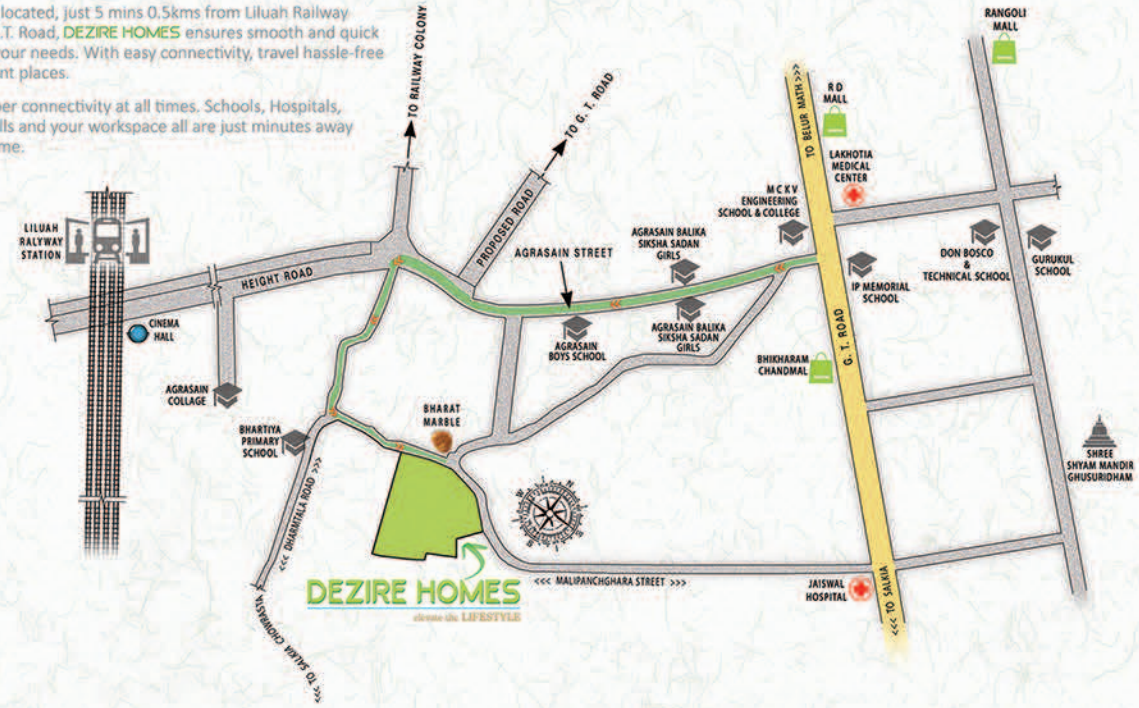 located, just 5 mins 0.5kms from Liluah Railway
.T. Road, DEZIRE HOMES ensures smooth and quick
our needs. With easy connectivity, travel hassle-free
nt places.
per connectivity at all times. Schools, Hospitals,
lls and your workspace all are just minutes away
me.
TO RAILWAY COLONY
TO G. T. ROAD
PROPOSED ROAD
RANGOLI
MALL
R D
MALL
TO BELUR MATH >>>
LAKHOTIA
MEDICAL
CENTER
M C K V
ENGINEERING
SCHOOL & COLLEGE
LILUAH
RALYWAY
STATION
HEIGHT ROAD
AGRASAIN STREET
AGRASAIN BALIKA
SIKSHA SADAN
GIRLS
IP MEMORIAL
SCHOOL
DON BOSCO
&
TECHNICAL SCHOOL
GURUKUL
SCHOOL
CINEMA
HALL
AGRASAIN
BOYS SCHOOL
AGRASAIN BALIKA
SIKSHA SADAN
GIRLS
G. T. ROAD
BHIKHARAM
CHANDMAL
AGRASAIN
COLLAGE
BHARTIYA
PRIMARY
SCHOOL
BHARAT
MARBLE
SHREE
SHYAM MANDIR
GHUSURIDHAM
N
E
S
W
<<< DHARMTALA ROAD >>>
<<< MALIPANCHGHARA STREET >>>
JAISWAL
HOSPITAL
<<< TO SALKIA
DEZIRE HOMES
elevate the LIFESTYLE
<<< TO SALKIA CHOWRASIA